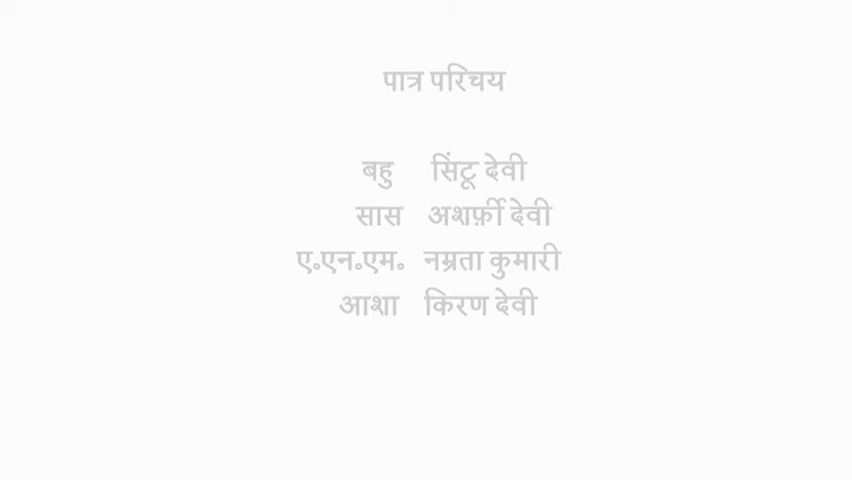 पात्र परिचय
बहु सिंटू देवी
सास अशर्फ़ी देवी
ए॰एन॰एम॰ नम्रता कुमारी
आशा किरण देवी